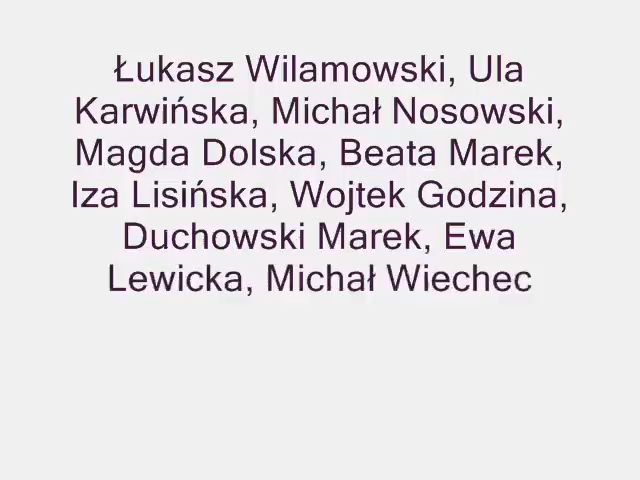 Łukasz Wilamowski, Ula
Karwińska, Michał Nosowski,
Magda Dolska, Beata Marek,
Iza Lisińska, Wojtek Godzina,
Duchowski Marek, Ewa
Lewicka, Michał Wiechec